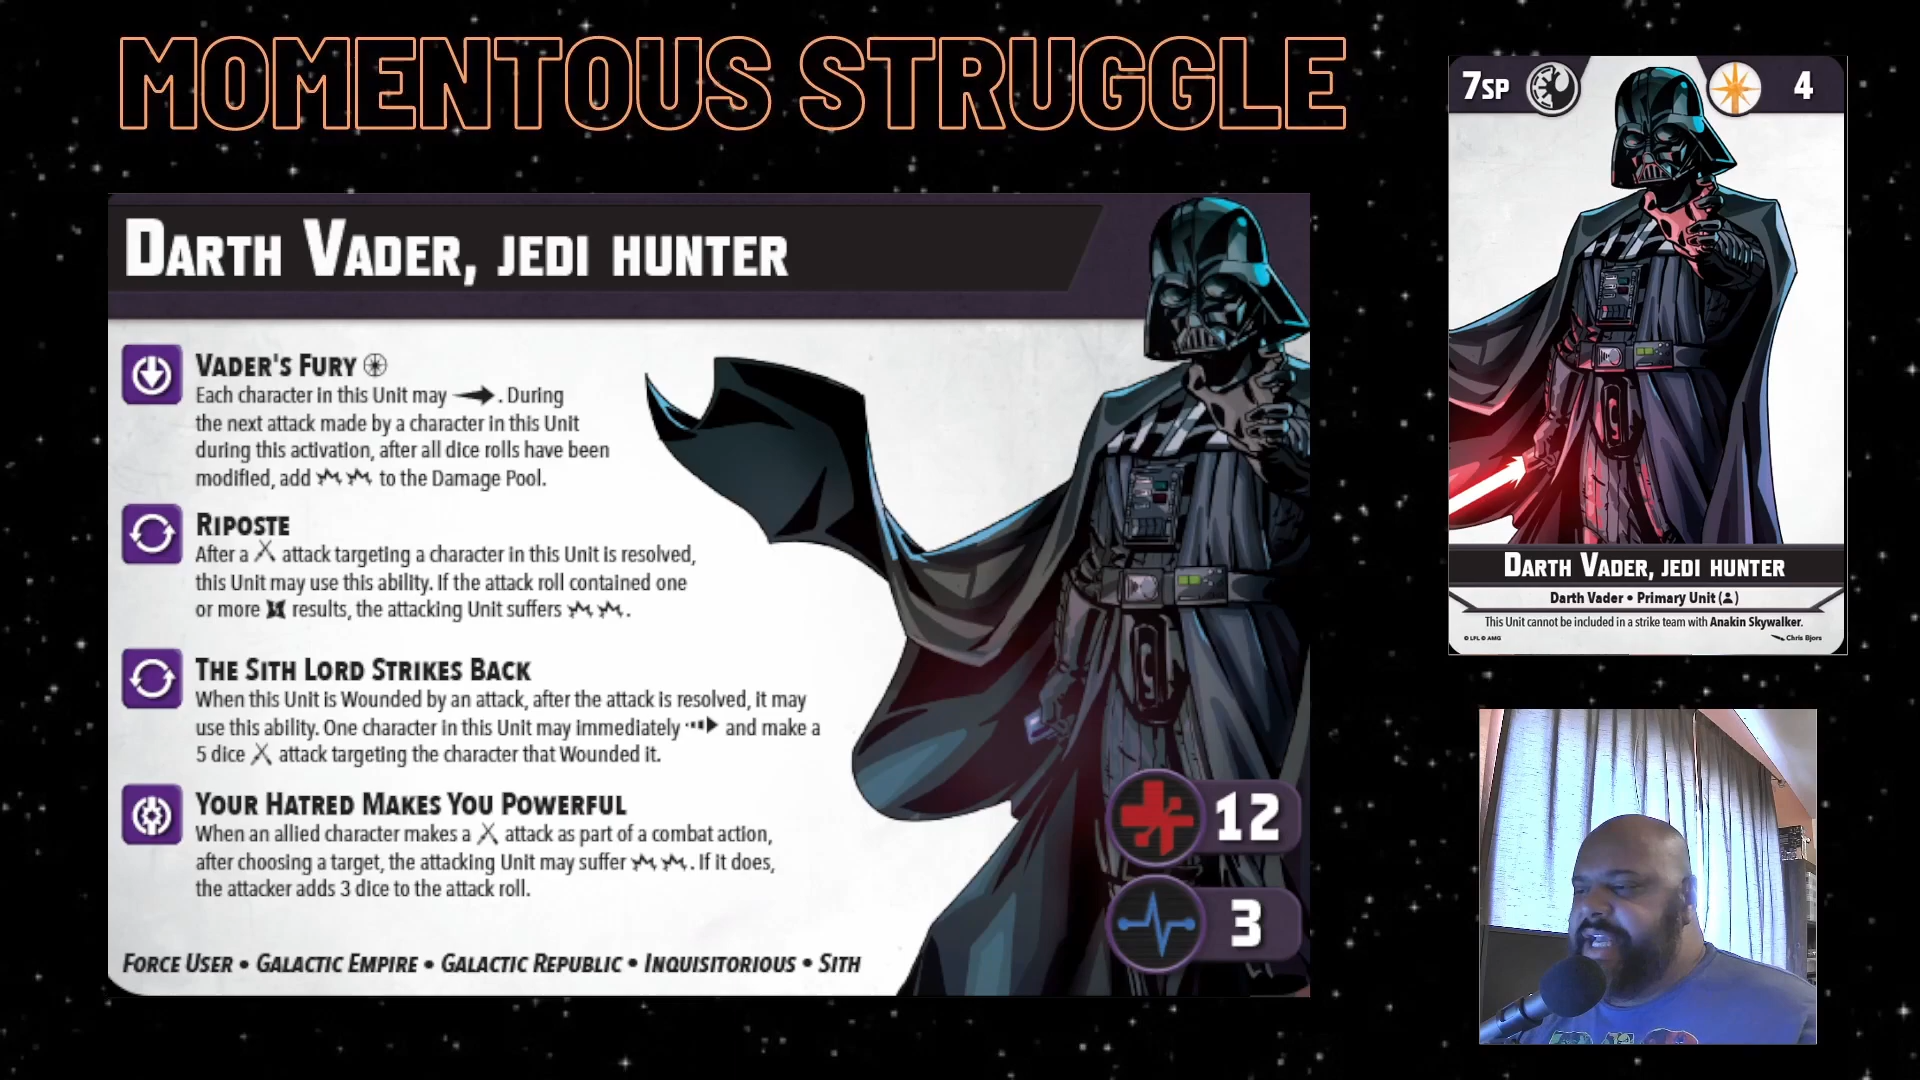 MOMENTOUS STRUGGLE
7SP
4
DARTH VADER, JEDI HUNTER
VADER'S FURY
Each character in this Unit may . During
the next attack made by a character in this Unit
during this activation, after all dice rolls have been
modified, add to the Damage Pool.
RIPOSTE
After a attack targeting a character in this Unit is resolved,
this Unit may use this ability. If the attack roll contained one
or more results, the attacking Unit suffers .
THE SITH LORD STRIKES BACK
When this Unit is Wounded by an attack, after the attack is resolved, it may
use this ability. One character in this Unit may immediately and make a
5 dice attack targeting the character that Wounded it.
YOUR HATRED MAKES YOU POWERFUL
When an allied character makes a attack as part of a combat action,
after choosing a target, the attacking Unit may suffer . If it does,
the attacker adds 3 dice to the attack roll.
12
3
FORCE USER • GALACTIC EMPIRE • GALACTIC REPUBLIC • INQUISITORIOUS • SITH
DARTH VADER, JEDI HUNTER
Darth Vader • Primary Unit ( )
This Unit cannot be included in a strike team with Anakin Skywalker.
© LFL © AMG
Chris Bjors